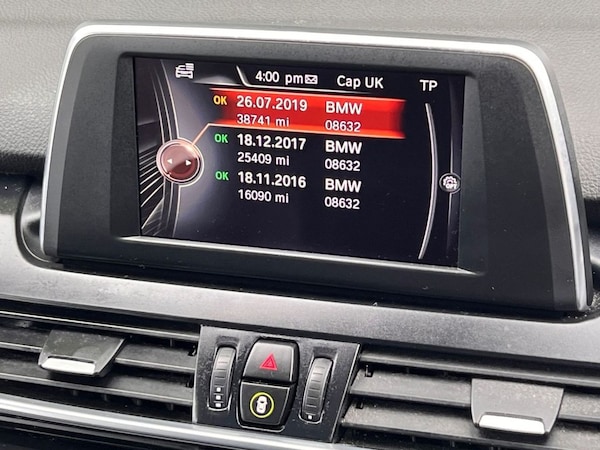 4:00 pm Cap UK TP
OK 26.07.2019 BMW
38741 mi 08632
OK 18.12.2017 BMW
25409 mi 08632
OK 18.11.2016 BMW
16090 mi 08632